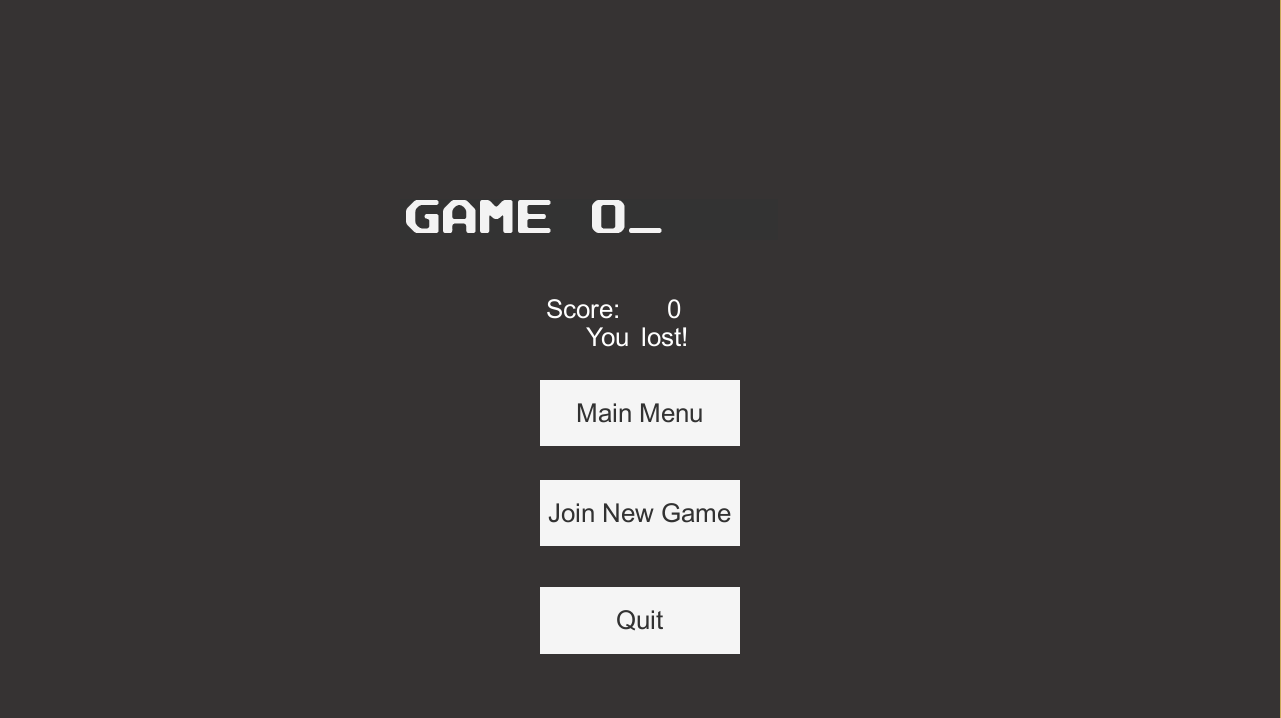 GAME O_
Score: 0
You lost!
Main Menu
Join New Game
Quit